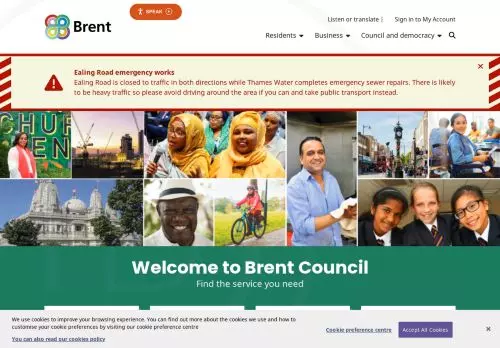 SPEAK
Brent
Listen or translate |
Sign in to My Account
Residents
Business
Council and democracy
Ealing Road emergency works
Ealing Road is closed to traffic in both directions while Thames Water completes emergency sewer repairs. There is likely
to be heavy traffic so please avoid driving around the area if you can and take public transport instead.
CHUR
EN
Welcome to Brent Council
Find the service you need
We use cookies to improve your browsing experience. You can find out more about the cookies we use and how to
customise your cookie preferences by visiting our cookie preference centre
You can also read our cookies policy
Cookie preference centre
Accept All Cookies